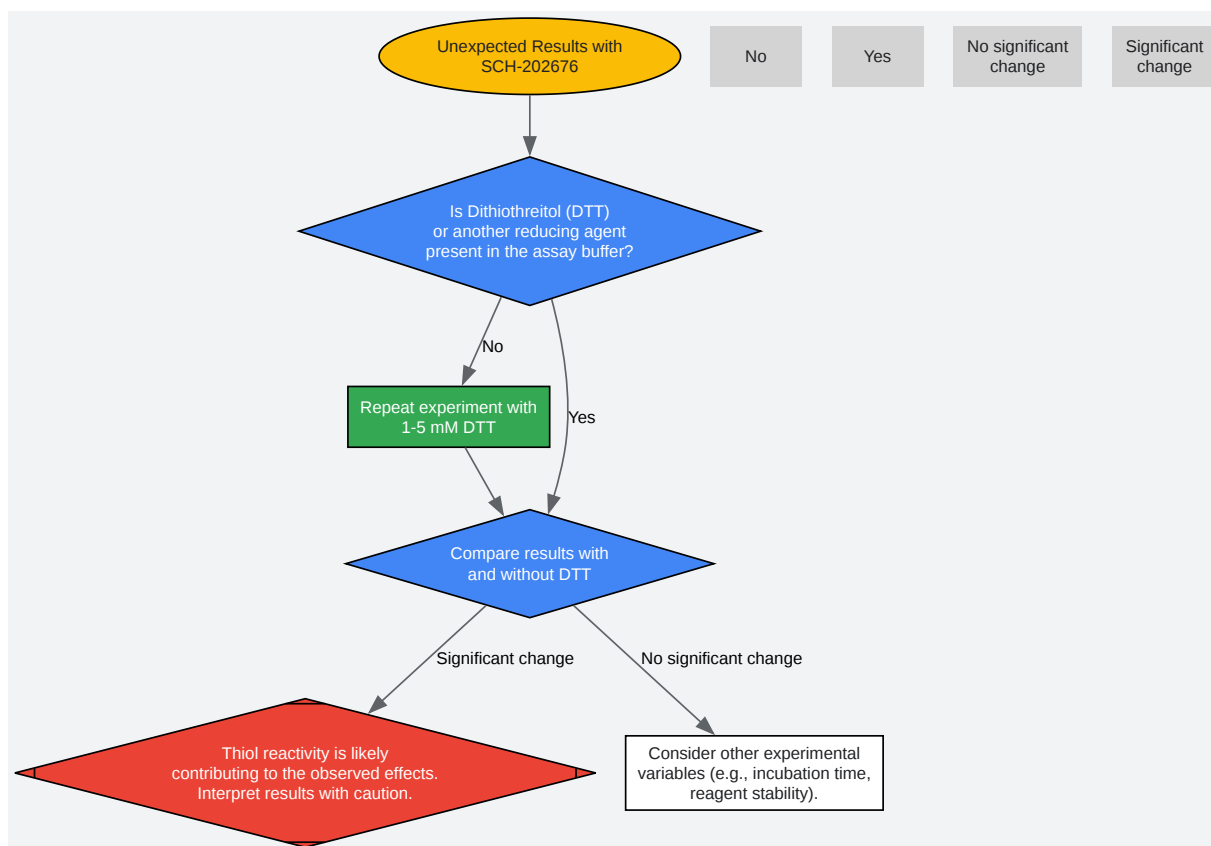 Unexpected Results with
SCH-202676
No
Yes
No significant
change
Significant
change
Is Dithiothreitol (DTT)
or another reducing agent
present in the assay buffer?
No
Repeat experiment with
1-5 mM DTT
Yes
Compare results with
and without DTT
Significant change
No significant change
Thiol reactivity is likely
contributing to the observed effects.
Interpret results with caution.
Consider other experimental
variables (e.g., incubation time,
reagent stability).